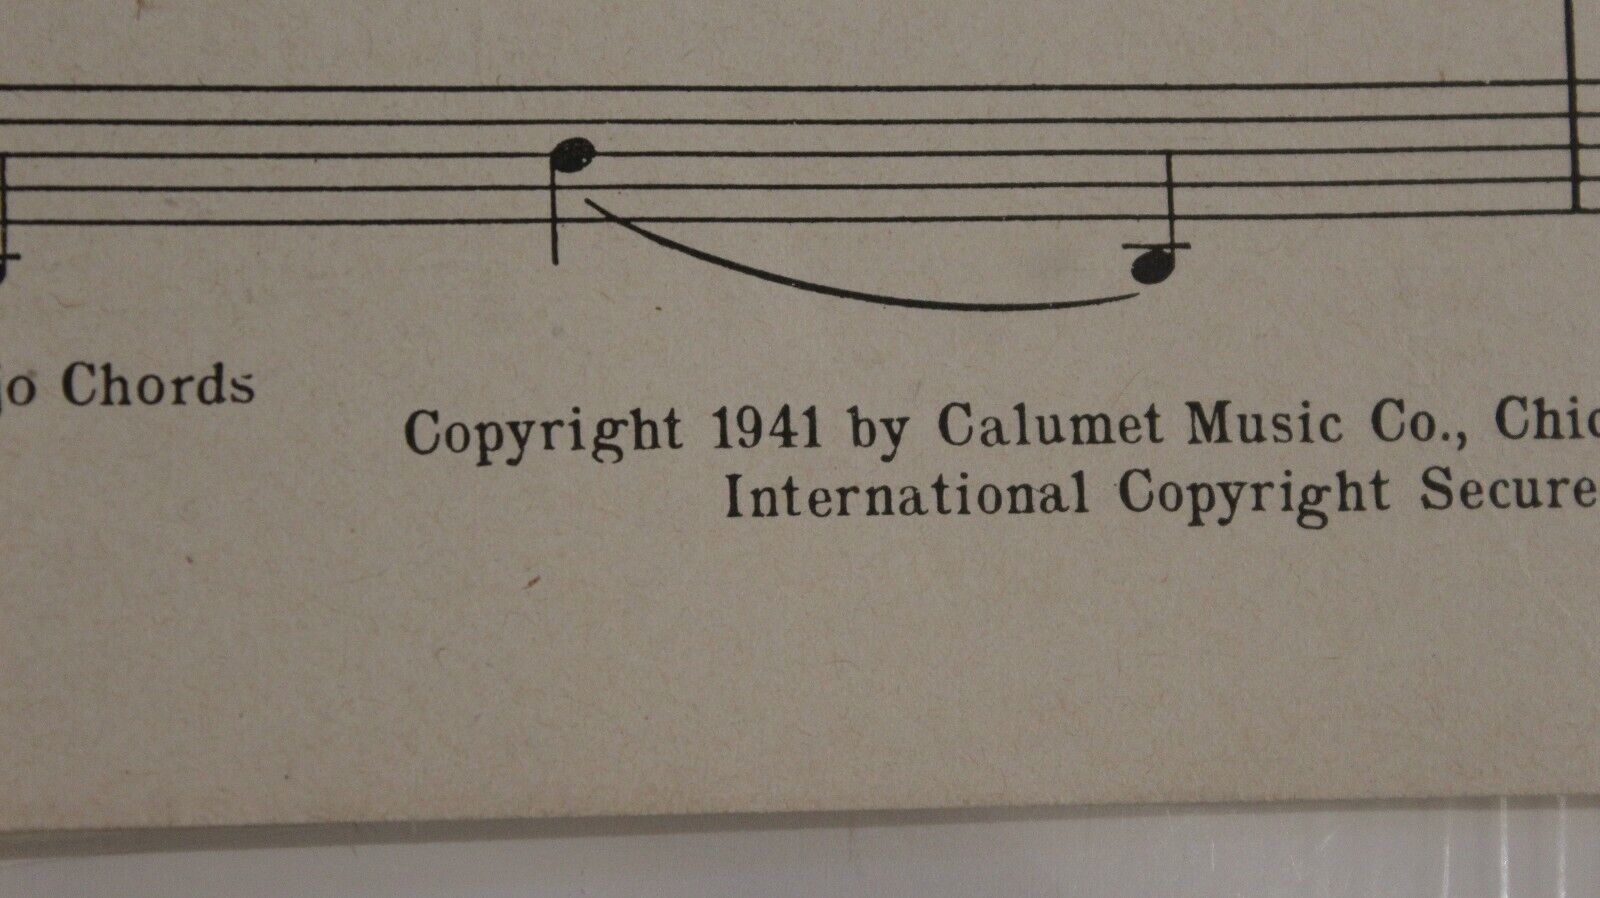 jo Chords
Copyright 1941 by Calumet Music Co., Chic
International Copyright Secure